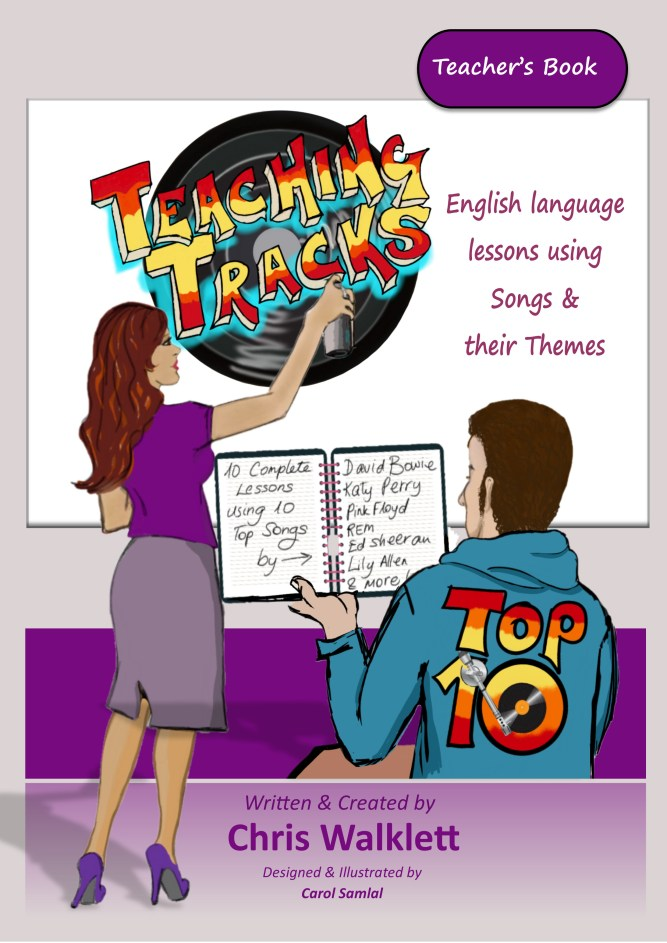 Teacher's Book
TEACHING
TRACKS
English language
lessons using
Songs &
their Themes
10 Complete
Lessons
using 10
Top Songs
by →
David Bowie
Katy Perry
Pink Floyd
REM
Ed Sheeran
Lily Allen
& more!
Top
10
Written & Created by
Chris Walklett
Designed & Illustrated by
Carol Samlal